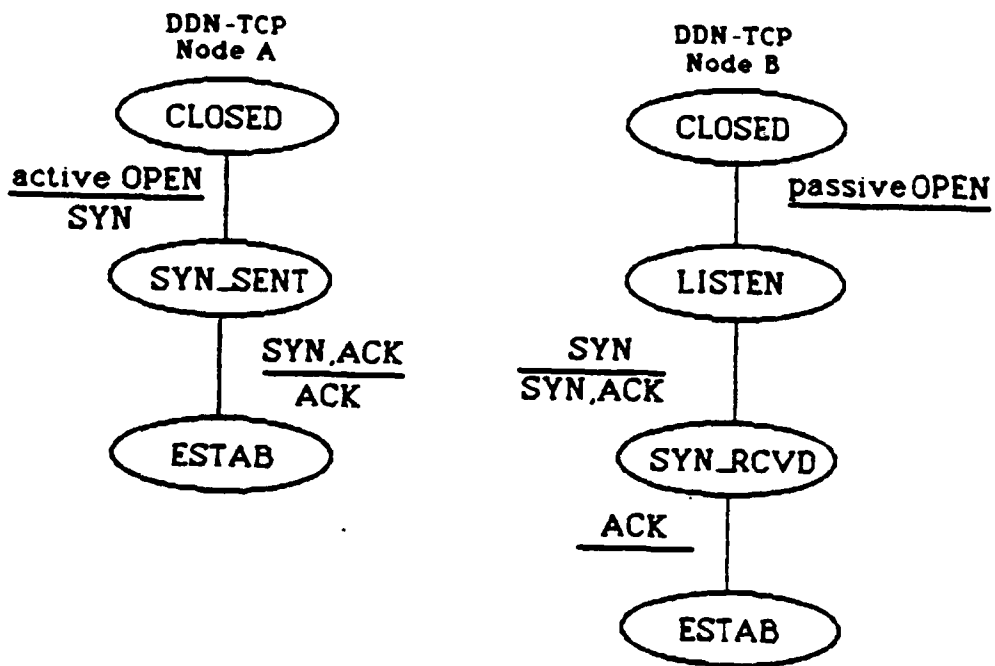 DDN-TCP
Node A
CLOSED
active OPEN
SYN
SYN_SENT
SYN,ACK
ACK
ESTAB
DDN-TCP
Node B
CLOSED
passive OPEN
LISTEN
SYN
SYN,ACK
SYN_RCVD
ACK
ESTAB